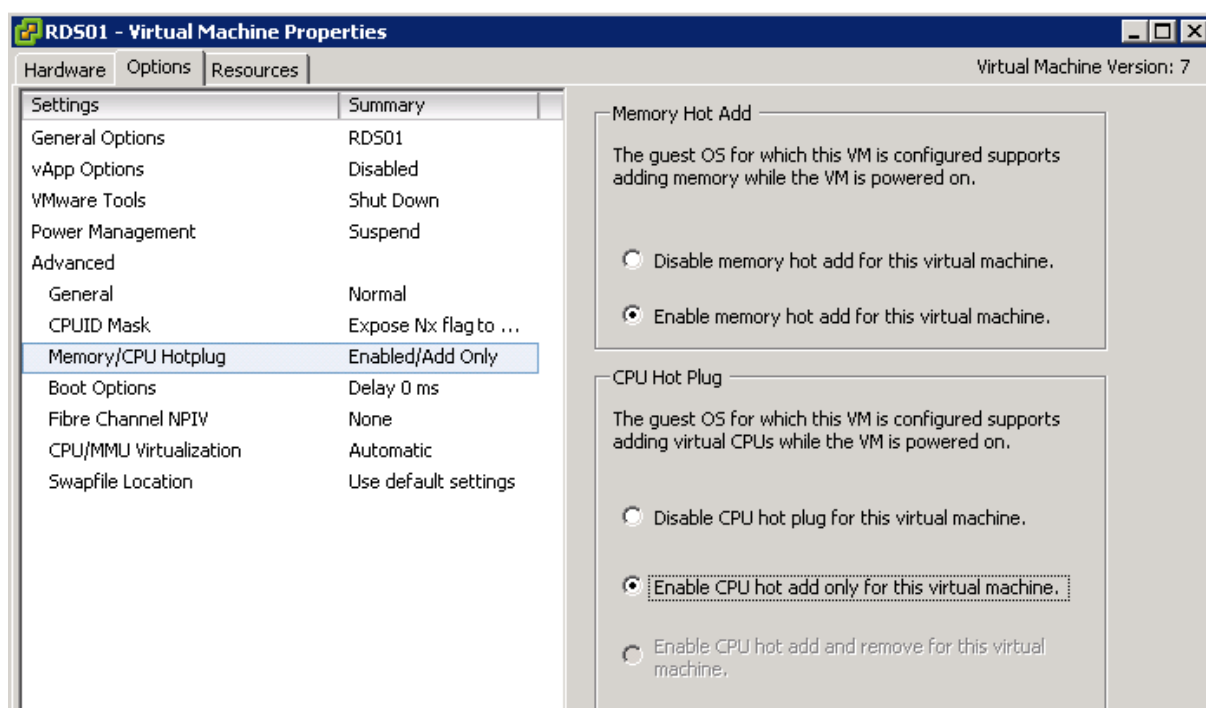 RDS01 - Virtual Machine Properties
Hardware Options Resources Virtual Machine Version: 7
Settings Summary
General Options RDS01
vApp Options Disabled
VMware Tools Shut Down
Power Management Suspend
Advanced
General Normal
CPUID Mask Expose Nx flag to ...
Memory/CPU Hotplug Enabled/Add Only
Boot Options Delay 0 ms
Fibre Channel NPIV None
CPU/MMU Virtualization Automatic
Swapfile Location Use default settings
Memory Hot Add
The guest OS for which this VM is configured supports
adding memory while the VM is powered on.
Disable memory hot add for this virtual machine.
Enable memory hot add for this virtual machine.
CPU Hot Plug
The guest OS for which this VM is configured supports
adding virtual CPUs while the VM is powered on.
Disable CPU hot plug for this virtual machine.
Enable CPU hot add only for this virtual machine.
Enable CPU hot add and remove for this virtual
machine.